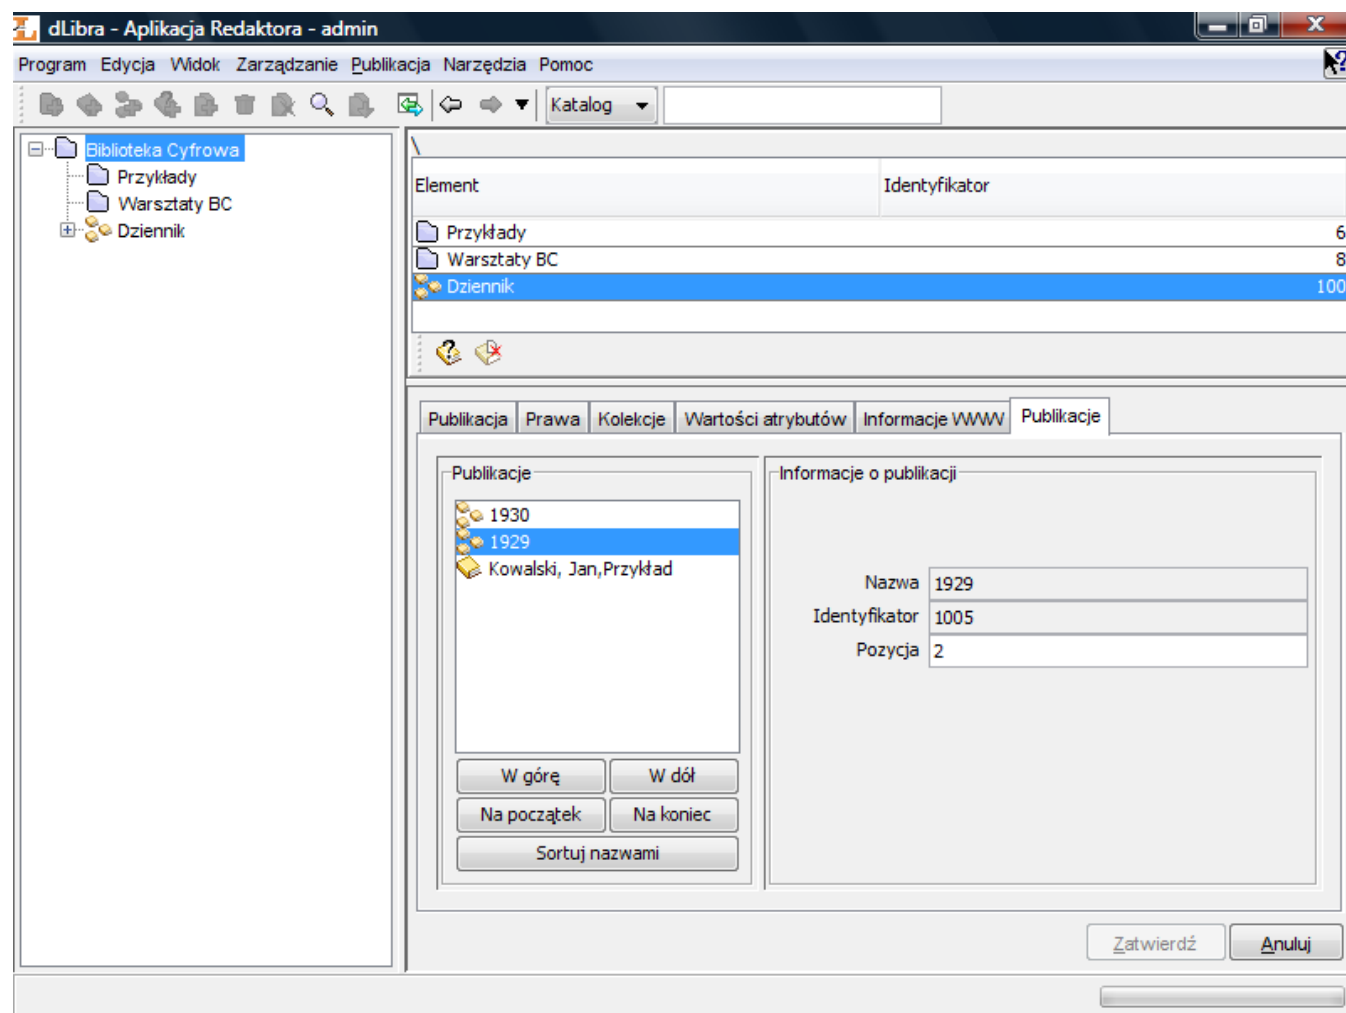 dLibra - Aplikacja Redaktora - admin
Program Edycja Widok Zarządzanie Publikacja Narzędzia Pomoc
Katalog
Biblioteka Cyfrowa
Przykłady
Warsztaty BC
Dziennik
\
Element Identyfikator
Przykłady 6
Warsztaty BC 8
Dziennik 100
Publikacja Prawa Kolekcje Wartości atrybutów Informacje WWW Publikacje
Publikacje
1930
1929
Kowalski, Jan,Przykład
W górę W dół
Na początek Na koniec
Sortuj nazwami
Informacje o publikacji
Nazwa 1929
Identyfikator 1005
Pozycja 2
Zatwierdź Anuluj